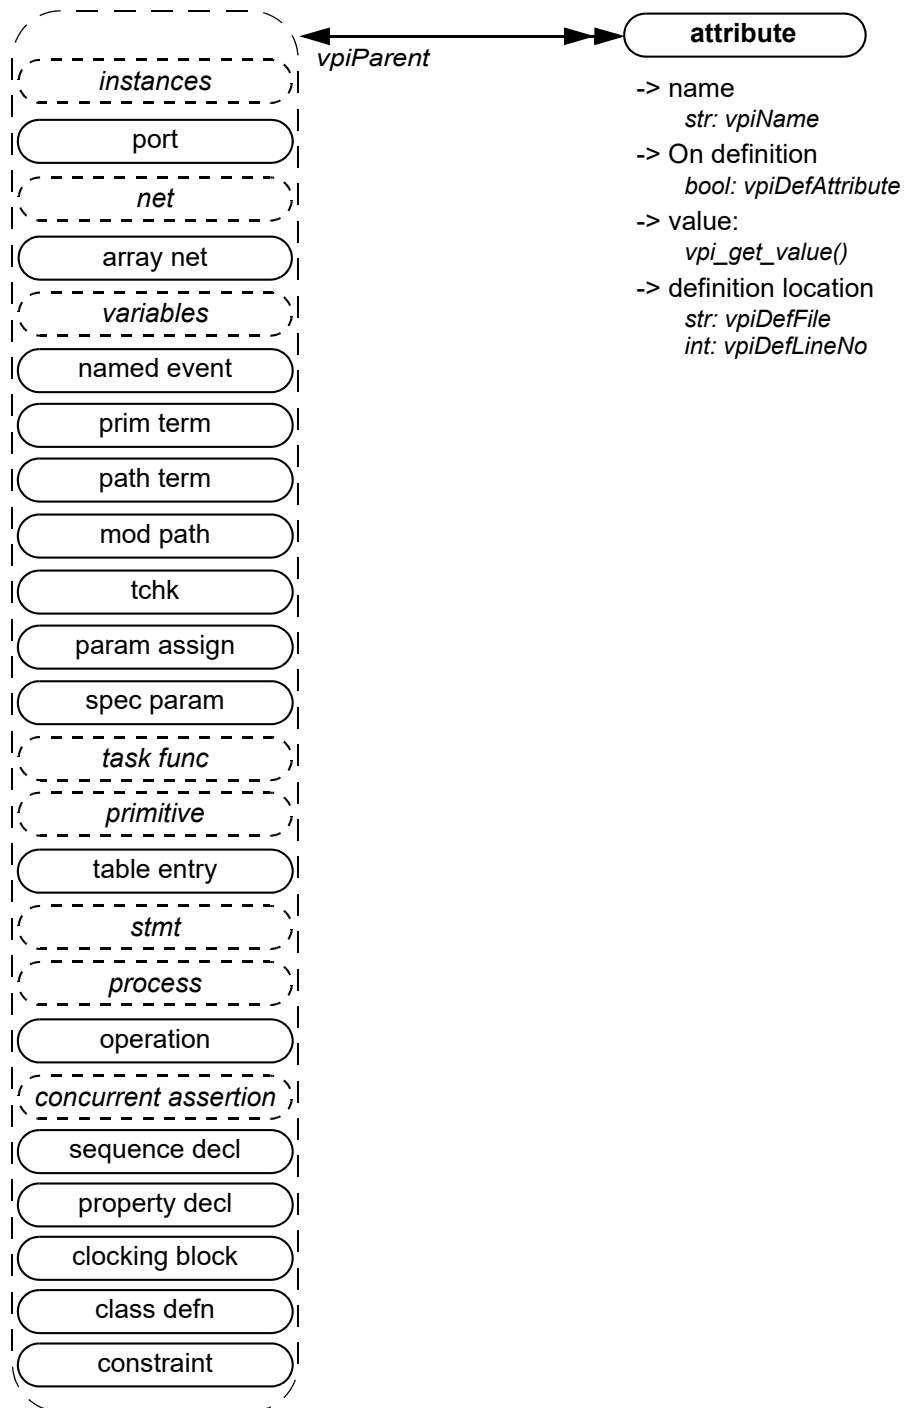 attribute
vpiParent
instances
port
net
array net
variables
named event
prim term
path term
mod path
tchk
param assign
spec param
task func
primitive
table entry
stmt
process
operation
concurrent assertion
sequence decl
property decl
clocking block
class defn
constraint
-> name
str: vpiName
-> On definition
bool: vpiDefAttribute
-> value:
vpi_get_value()
-> definition location
str: vpiDefFile
int: vpiDefLineNo